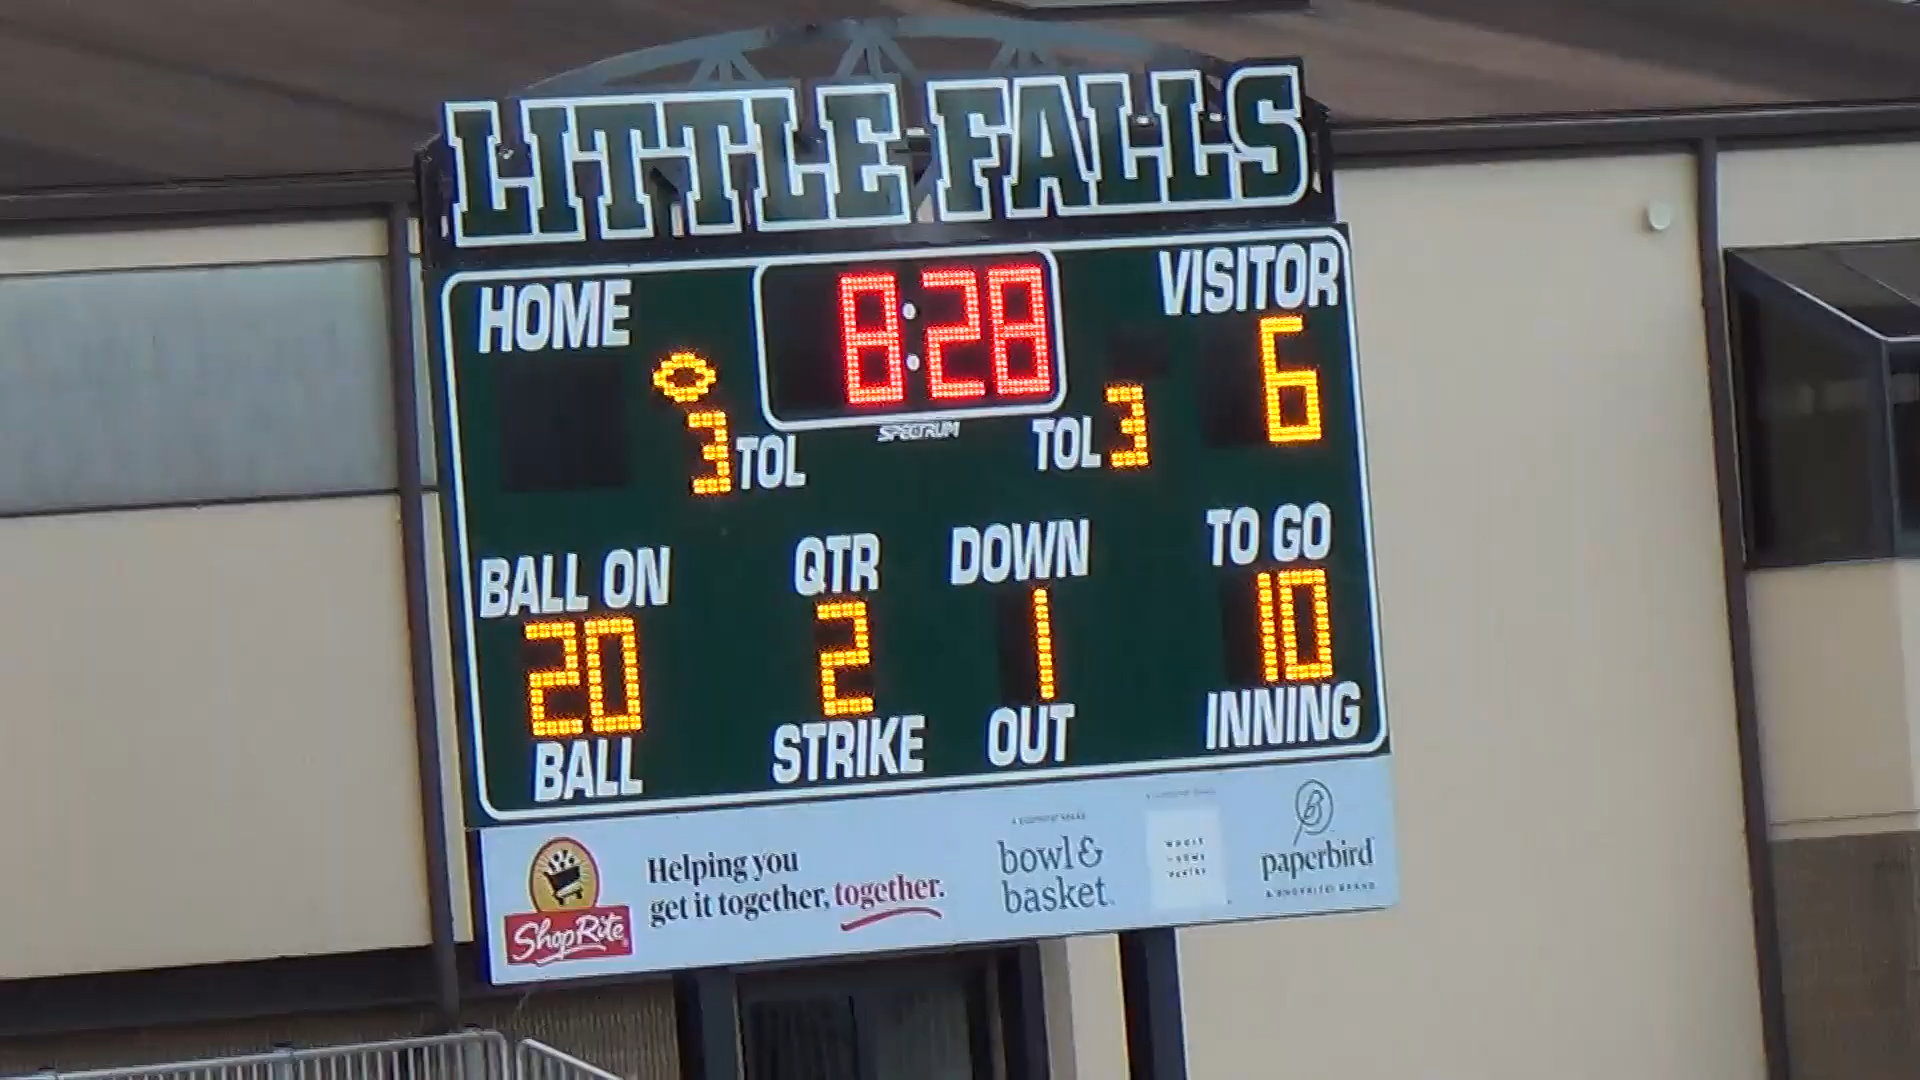 LITTLE FALLS
HOME
8:28
VISITOR
6
3 TOL
SPECTRUM
TOL 3
BALL ON
QTR
DOWN
TO GO
20
2
1
10
BALL
STRIKE
OUT
INNING
ShopRite
Helping you
get it together, together.
bowl &
basket
paperbird